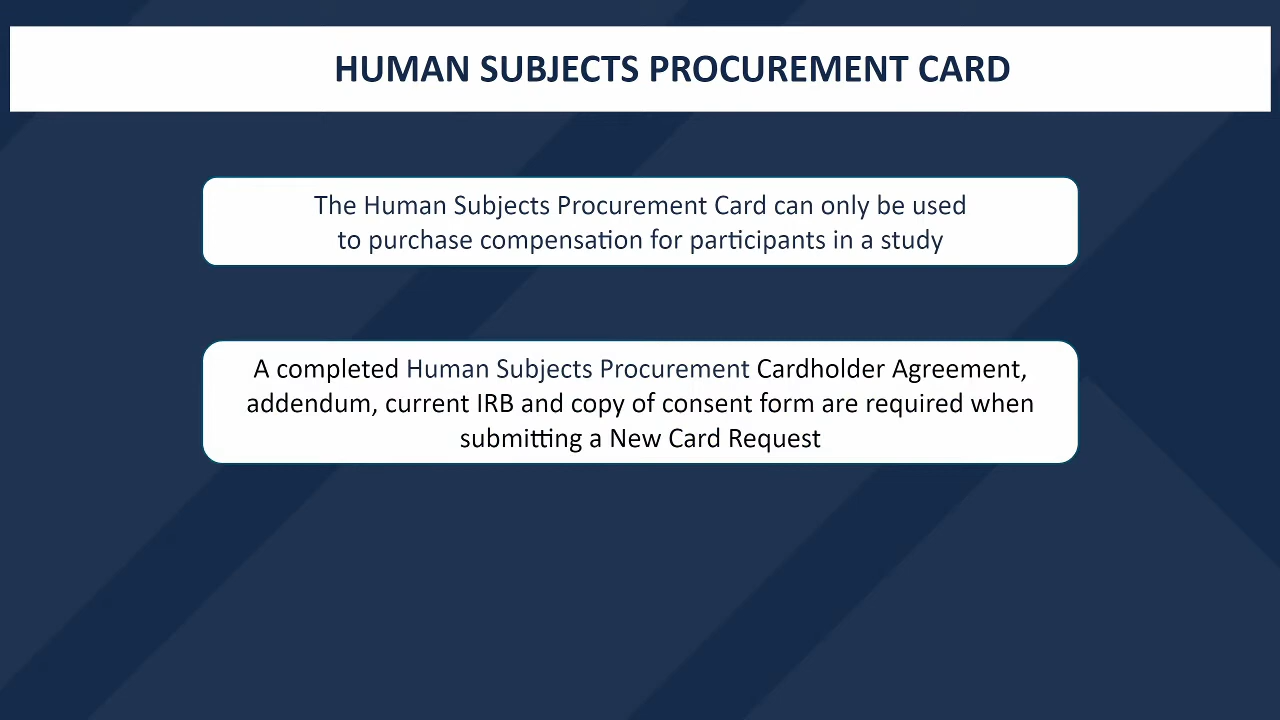 HUMAN SUBJECTS PROCUREMENT CARD
The Human Subjects Procurement Card can only be used
to purchase compensation for participants in a study
A completed Human Subjects Procurement Cardholder Agreement,
addendum, current IRB and copy of consent form are required when
submitting a New Card Request